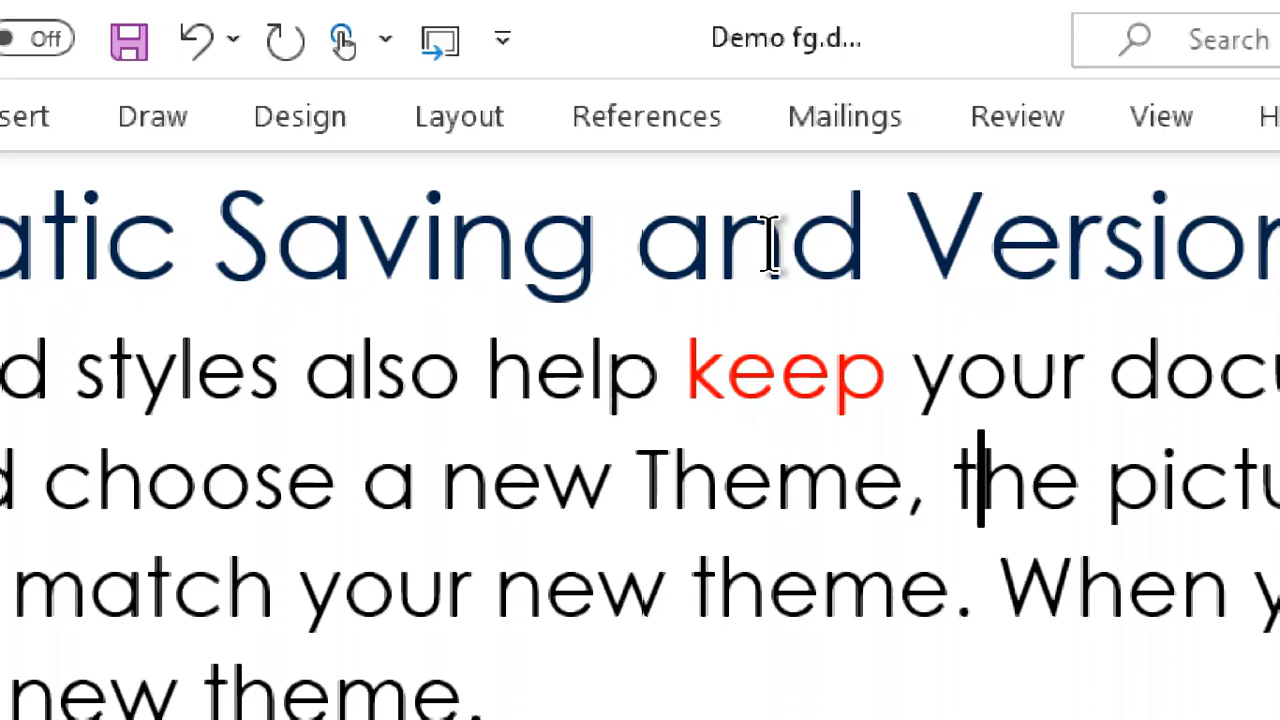 Off Demo fg.d... Search
sert Draw Design Layout References Mailings Review View H
atic Saving and Version
d styles also help keep your docu
d choose a new Theme, the pictu
match your new theme. When y
new theme.